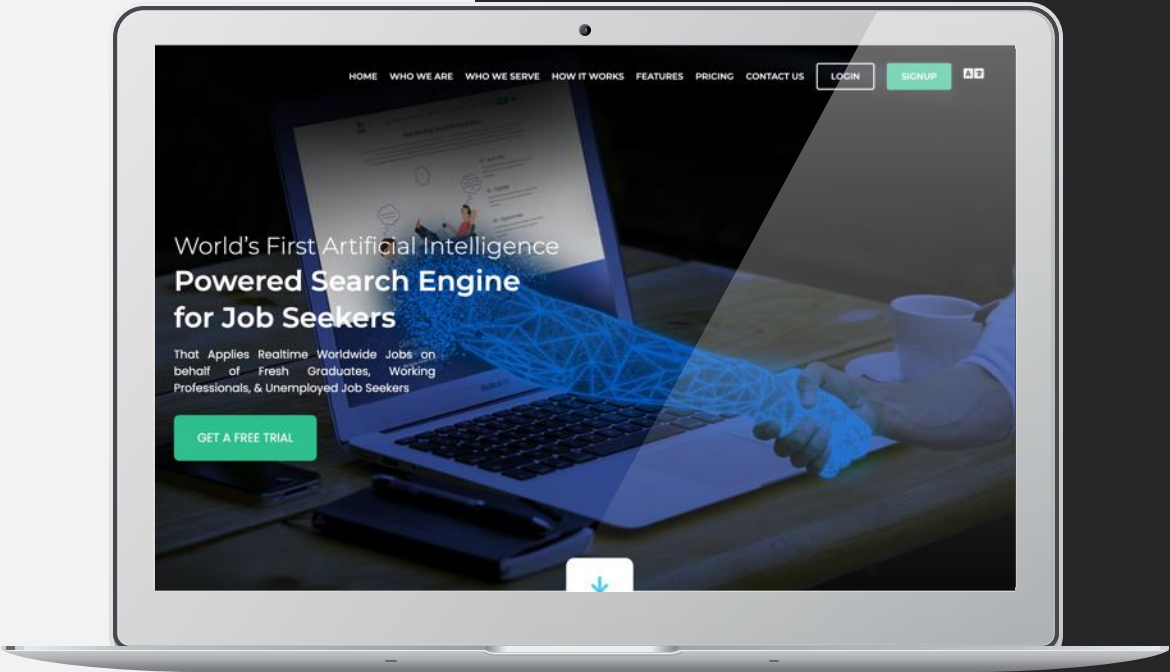 HOME WHO WE ARE WHO WE SERVE HOW IT WORKS FEATURES PRICING CONTACT US LOGIN SIGNUP
World's First Artificial Intelligence
Powered Search Engine
for Job Seekers
That Applies Realtime Worldwide Jobs on
behalf of Fresh Graduates, Working
Professionals, & Unemployed Job Seekers
GET A FREE TRIAL